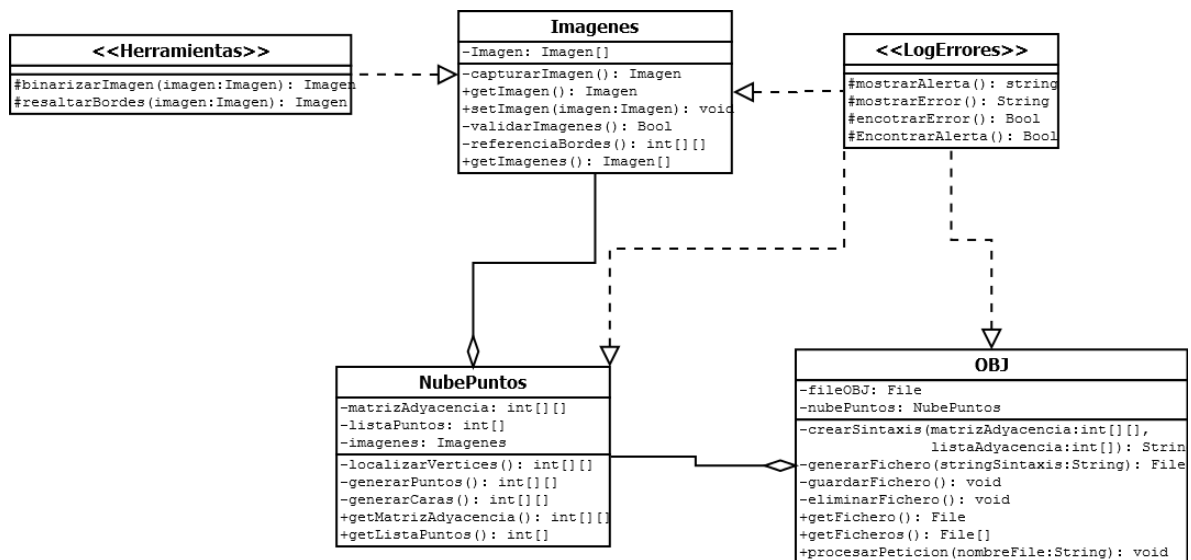 <<Herramientas>>
#binarizarImagen(imagen:Imagen): Imagen
#resaltarBordes(imagen:Imagen): Imagen
Imagenes
-Imagen: Imagen[]
-capturarImagen(): Imagen
+getImagen(): Imagen
+setImagen(imagen:Imagen): void
-validarImagenes(): Bool
-referenciaBordes(): int[][]
+getImagenes(): Imagen[]
<<LogErrores>>
#mostrarAlerta(): string
#mostrarError(): String
#encotrarError(): Bool
#EncontrarAlerta(): Bool
NubePuntos
-matrizAdyacencia: int[][]
-listaPuntos: int[]
-imagenes: Imagenes
-localizarVertices(): int[][]
-generarPuntos(): int[][]
-generarCaras(): int[][]
+getMatrizAdyacencia(): int[][]
+getListaPuntos(): int[]
OBJ
-fileOBJ: File
-nubePuntos: NubePuntos
-crearSintaxis(matrizAdyacencia:int[][],
listaAdyacencia:int[]): Strin
-generarFichero(stringSintaxis:String): File
-guardarFichero(): void
-eliminarFichero(): void
+getFichero(): File
+getFicheros(): File[]
+procesarPeticion(nombreFile:String): void